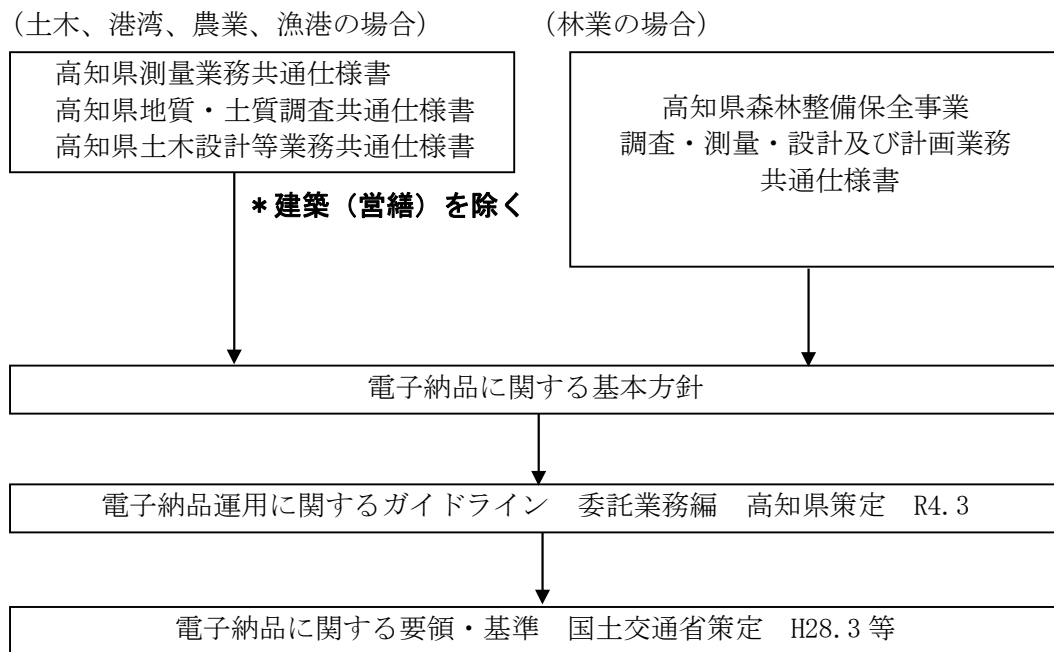 (土木、港湾、農業、漁港の場合)
高知県測量業務共通仕様書
高知県地質・土質調査共通仕様書
高知県土木設計等業務共通仕様書
*建築(営繕)を除く
(林業の場合)
高知県森林整備保全事業
調査・測量・設計及び計画業務
共通仕様書
電子納品に関する基本方針
電子納品運用に関するガイドライン 委託業務編 高知県策定 R4.3
電子納品に関する要領・基準 国土交通省策定 H28.3 等